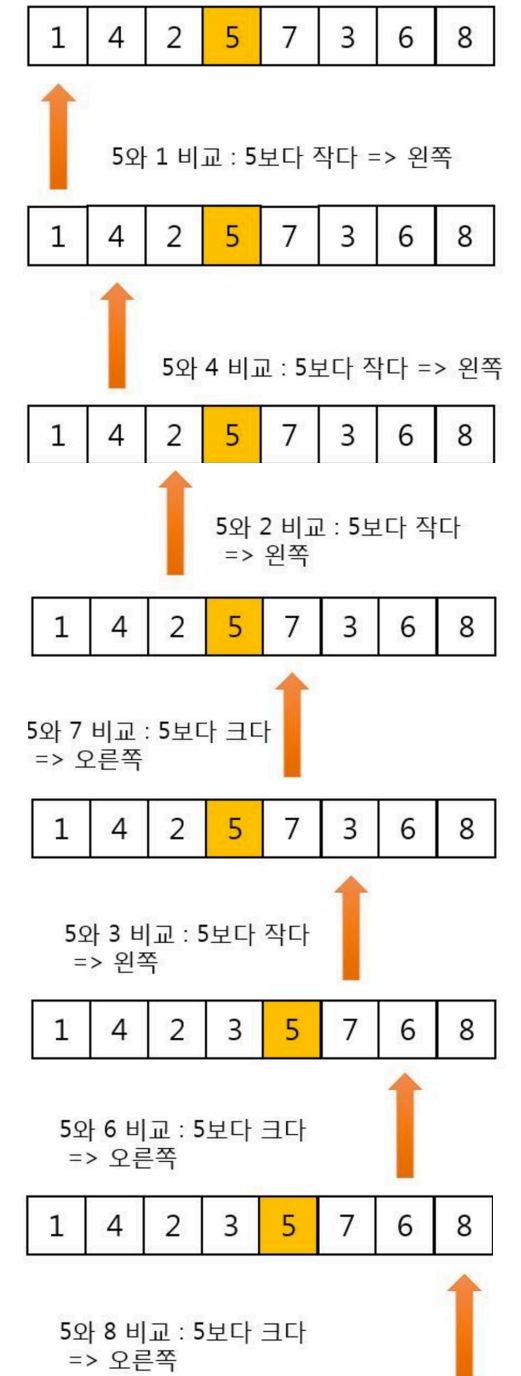 1 4 2 5 7 3 6 8
5와 1 비교 : 5보다 작다 => 왼쪽
1 4 2 5 7 3 6 8
5와 4 비교 : 5보다 작다 => 왼쪽
1 4 2 5 7 3 6 8
5와 2 비교 : 5보다 작다
=> 왼쪽
1 4 2 5 7 3 6 8
5와 7 비교 : 5보다 크다
=> 오른쪽
1 4 2 5 7 3 6 8
5와 3 비교 : 5보다 작다
=> 왼쪽
1 4 2 3 5 7 6 8
5와 6 비교 : 5보다 크다
=> 오른쪽
1 4 2 3 5 7 6 8
5와 8 비교 : 5보다 크다
=> 오른쪽